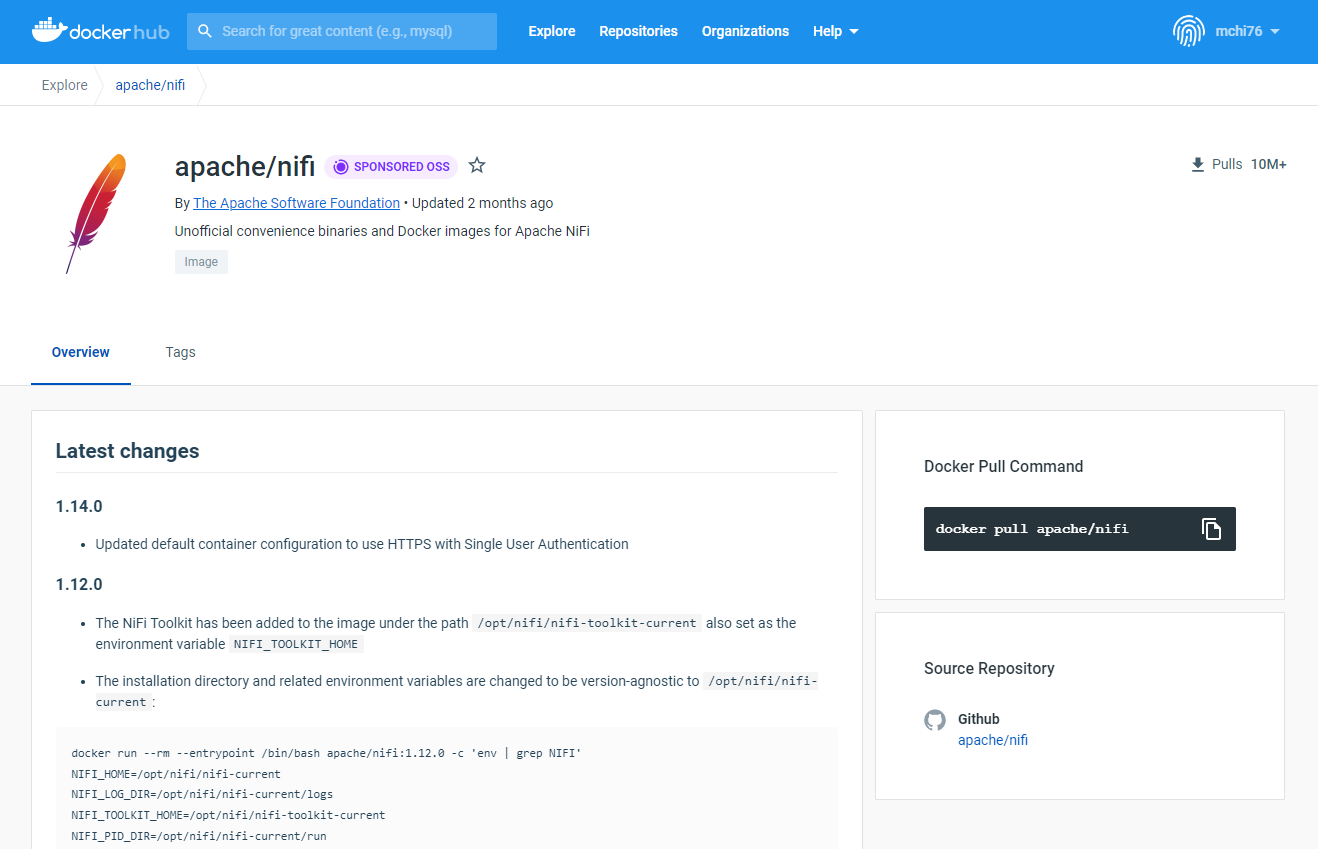 docker hub
Search for great content (e.g., mysql)
Explore
Repositories
Organizations
Help
mchi76
Explore
apache/nifi
apache/nifi
SPONSORED OSS
Pulls 10M+
By The Apache Software Foundation • Updated 2 months ago
Unofficial convenience binaries and Docker images for Apache NiFi
Image
Overview
Tags
Latest changes
1.14.0
• Updated default container configuration to use HTTPS with Single User Authentication
1.12.0
• The NiFi Toolkit has been added to the image under the path /opt/nifi/nifi-toolkit-current also set as the
environment variable NIFI_TOOLKIT_HOME
• The installation directory and related environment variables are changed to be version-agnostic to /opt/nifi/nifi-
current :
docker run --rm --entrypoint /bin/bash apache/nifi:1.12.0 -c 'env | grep NIFI'
NIFI_HOME=/opt/nifi/nifi-current
NIFI_LOG_DIR=/opt/nifi/nifi-current/logs
NIFI_TOOLKIT_HOME=/opt/nifi/nifi-toolkit-current
NIFI_PID_DIR=/opt/nifi/nifi-current/run
Docker Pull Command
docker pull apache/nifi
Source Repository
Github
apache/nifi